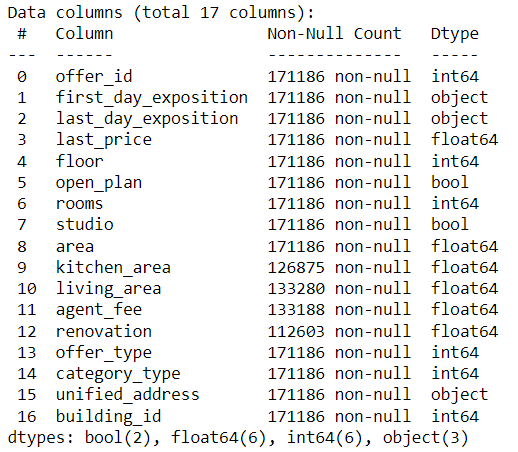 Data columns (total 17 columns):
 #   Column                Non-Null Count   Dtype
---  ------                --------------   -----
 0   offer_id              171186 non-null  int64
 1   first_day_exposition  171186 non-null  object
 2   last_day_exposition   171186 non-null  object
 3   last_price            171186 non-null  float64
 4   floor                 171186 non-null  int64
 5   open_plan             171186 non-null  bool
 6   rooms                 171186 non-null  int64
 7   studio                171186 non-null  bool
 8   area                  171186 non-null  float64
 9   kitchen_area          126875 non-null  float64
 10  living_area           133280 non-null  float64
 11  agent_fee             133188 non-null  float64
 12  renovation            112603 non-null  float64
 13  offer_type            171186 non-null  int64
 14  category_type         171186 non-null  int64
 15  unified_address       171186 non-null  object
 16  building_id           171186 non-null  int64
dtypes: bool(2), float64(6), int64(6), object(3)